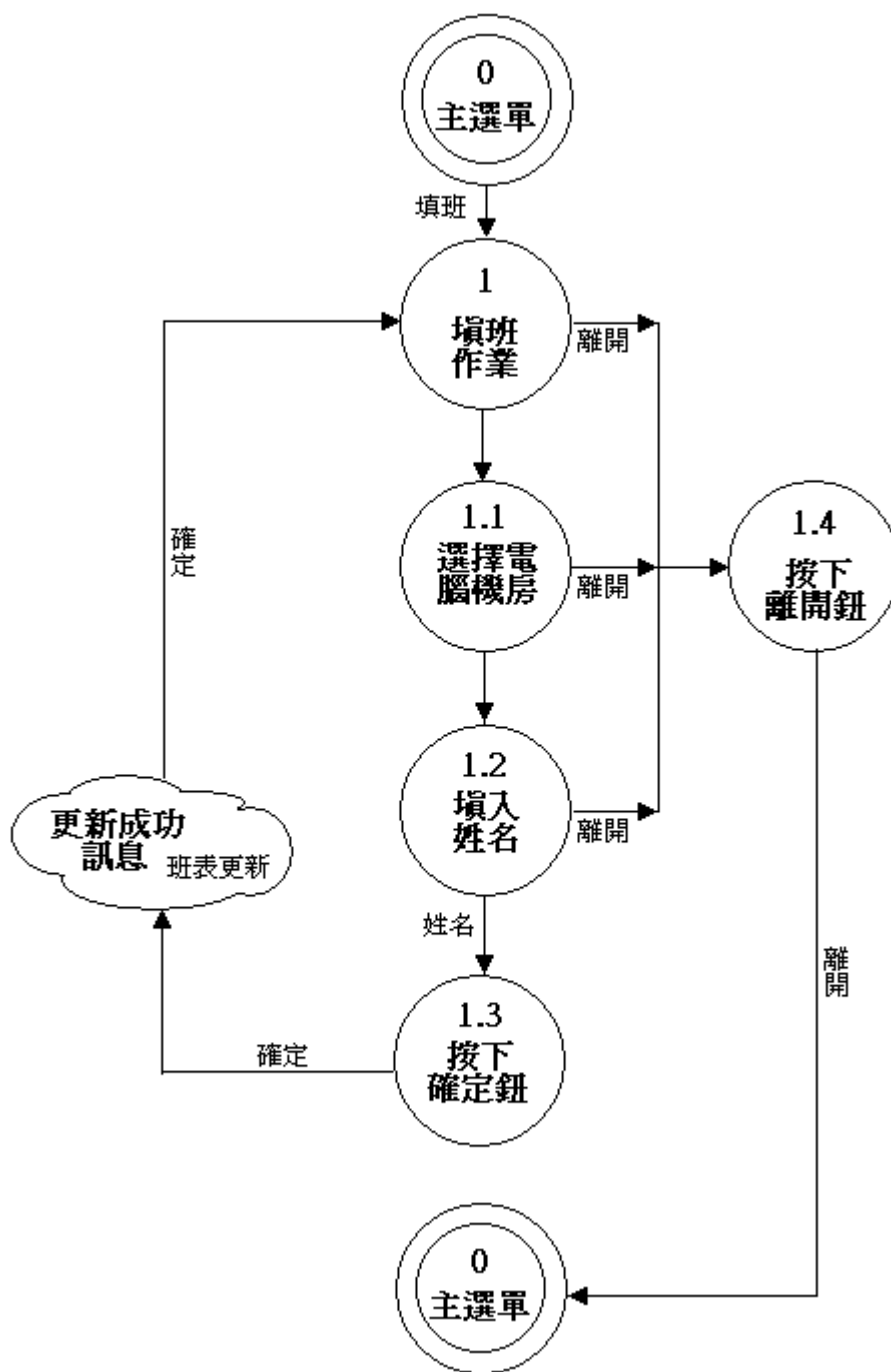 0
主選單
填班
1
填班
作業
離開
1.1
選擇電
腦機房
離開
1.4
按下
離開鈕
確
定
1.2
填入
姓名
離開
更新成功
訊息 班表更新
姓名
離
開
1.3
按下
確定鈕
確定
0
主選單